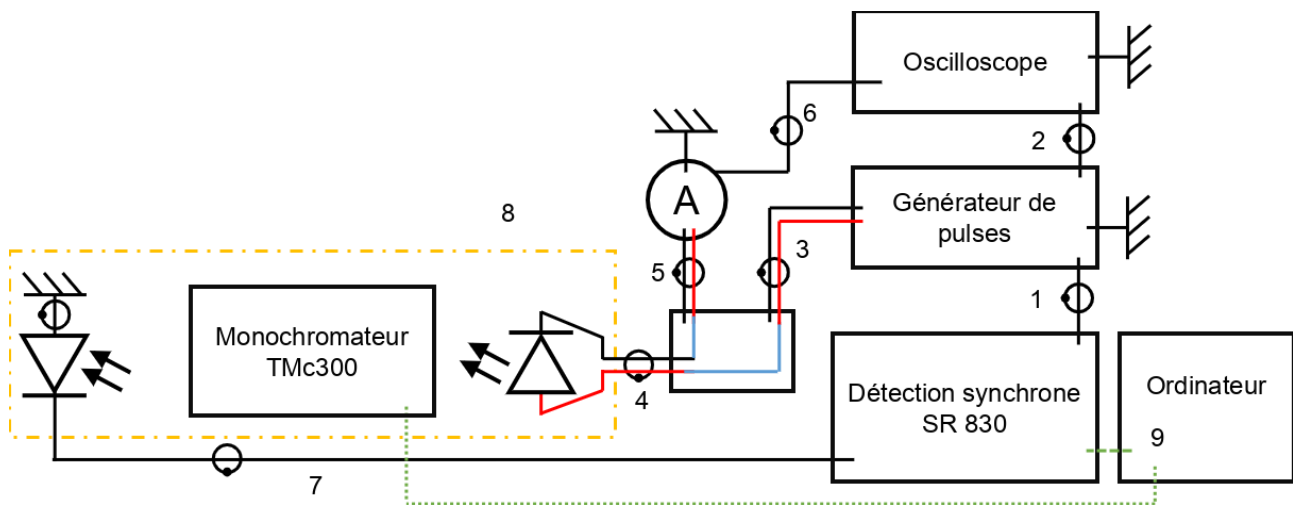 Oscilloscope
6
2
A
Générateur de
pulses
8
3
5
1
Monochromateur
TMc300
4
Détection synchrone
SR 830
Ordinateur
9
7